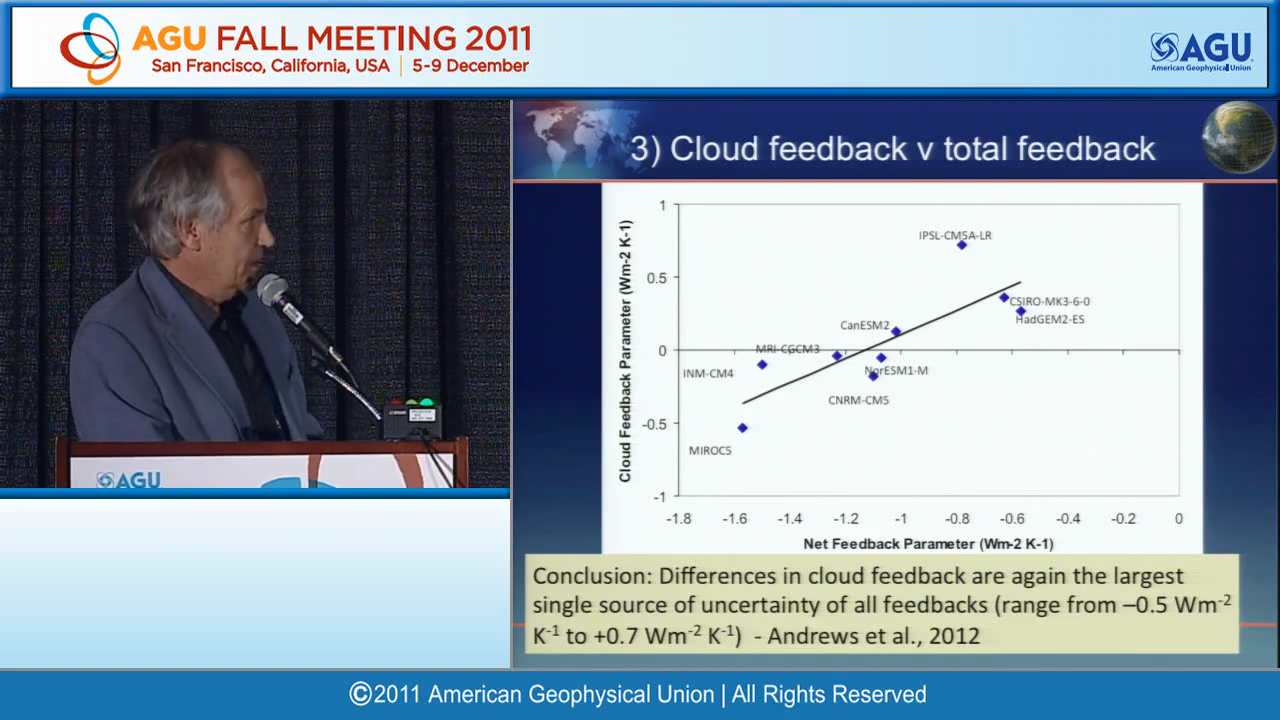 AGU FALL MEETING 2011
San Francisco, California, USA | 5-9 December
AGU
American Geophysical Union
AGU
3) Cloud feedback v total feedback
Cloud Feedback Parameter (Wm-2 K-1)
1
0.5
0
-0.5
-1
IPSL-CM5A-LR
CSIRO-MK3-6-0
HadGEM2-ES
CanESM2
MRI-CGCM3
INM-CM4
NorESM1-M
CNRM-CM5
MIROC5
-1.8 -1.6 -1.4 -1.2 -1 -0.8 -0.6 -0.4 -0.2 0
Net Feedback Parameter (Wm-2 K-1)
Conclusion: Differences in cloud feedback are again the largest
single source of uncertainty of all feedbacks (range from –0.5 Wm⁻²
K⁻¹ to +0.7 Wm⁻² K⁻¹) - Andrews et al., 2012
©2011 American Geophysical Union | All Rights Reserved